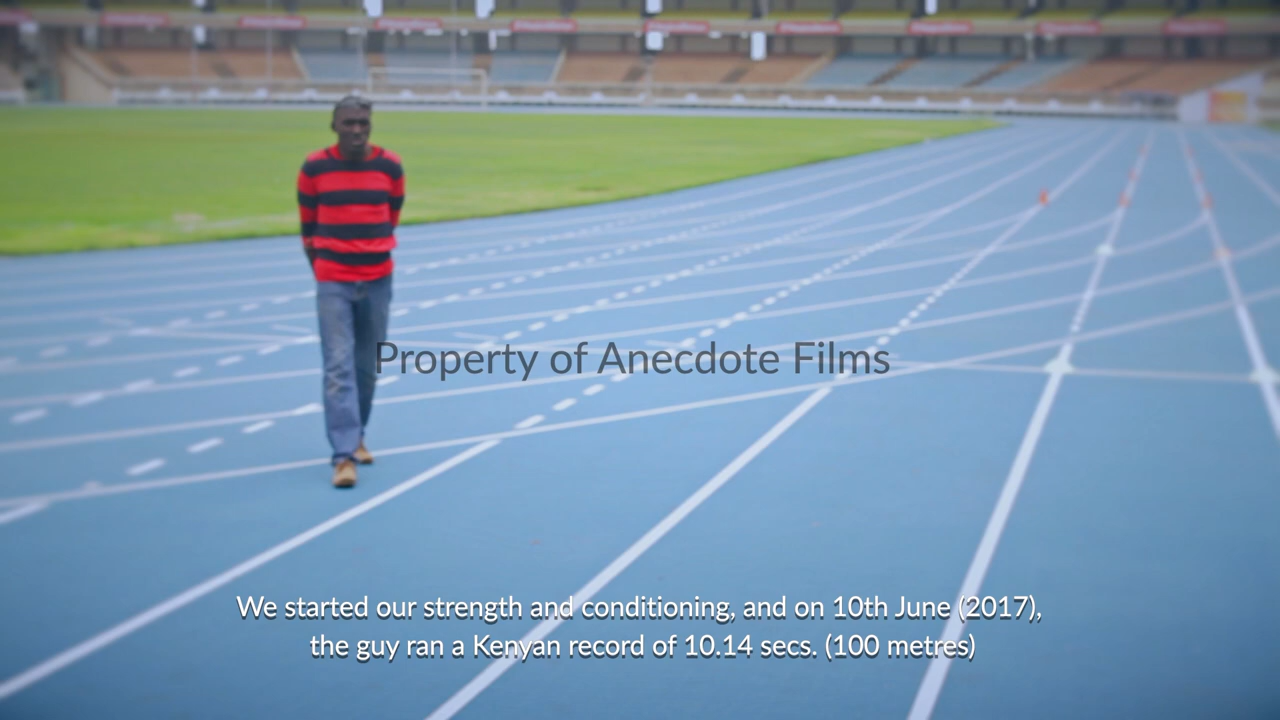 Property of Anecdote Films
We started our strength and conditioning, and on 10th June (2017),
the guy ran a Kenyan record of 10.14 secs. (100 metres)